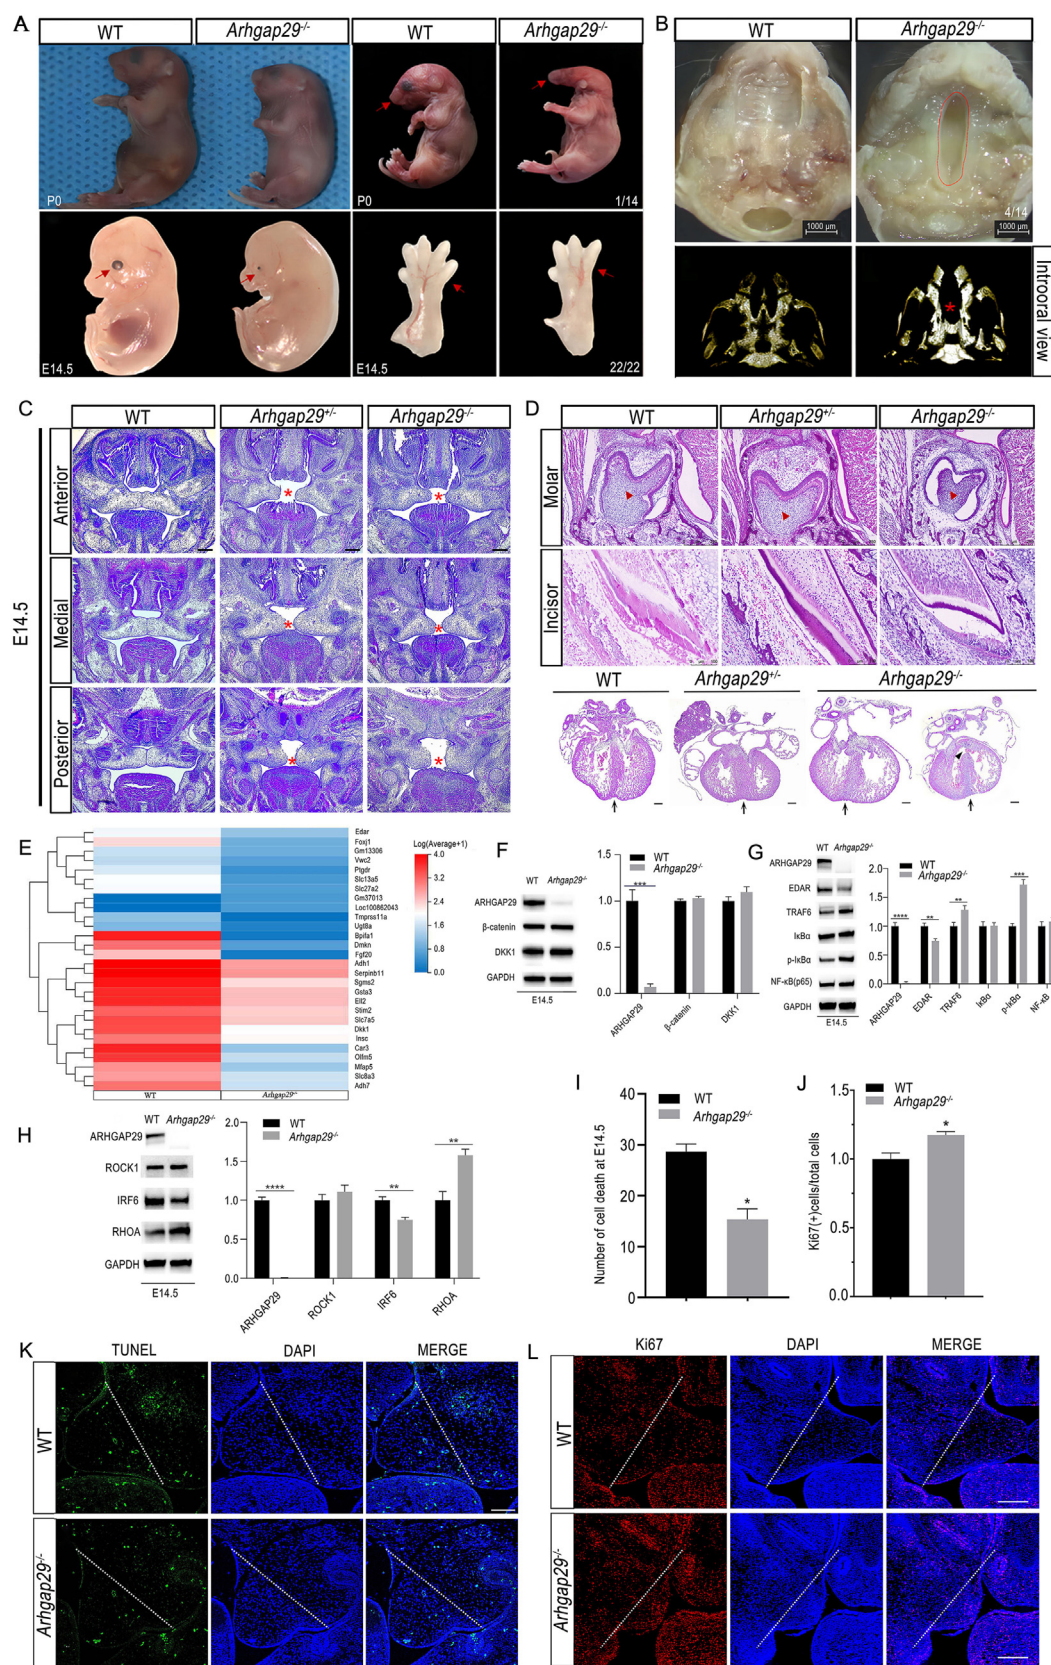 A
WT
Arhgap29-/-
WT
Arhgap29-/-
P0
P0
1/14
E14.5
E14.5
22/22
B
WT
Arhgap29-/-
4/14
1000 µm
1000 µm
Introoral view
C
WT
Arhgap29+/-
Arhgap29-/-
E14.5
Anterior
Medial
Posterior
D
WT
Arhgap29+/-
Arhgap29-/-
Molar
Incisor
WT
Arhgap29+/-
Arhgap29-/-
E
Edar
Foxj1
Gm13306
Vwc2
Ptgdr
Slc13a5
Slc27a2
Gm37013
Loc100862043
Tmprss11a
Ugt8a
Bpifa1
Dmkn
Fgf20
Adh1
Serpinb11
Sgms2
Gsta3
Ell2
Stim2
Slc7a5
Dkk1
Insc
Car3
Olfm5
Mfap5
Slc8a3
Adh7
WT
Arhgap29-/-
Log(Average+1)
4.0
3.0
2.0
1.0
0.0
F
WT
Arhgap29-/-
ARHGAP29
β-catenin
DKK1
GAPDH
E14.5
WT
Arhgap29-/-
1.5
1.0
0.5
0.0
***
ARHGAP29
β-catenin
DKK1
G
WT
Arhgap29-/-
ARHGAP29
EDAR
TRAF6
IκBα
p-IκBα
NF-κB(p65)
GAPDH
E14.5
WT
Arhgap29-/-
2.0
1.5
1.0
0.5
0.0
****
**
**
***
ARHGAP29
EDAR
TRAF6
IκBα
p-IκBα
NF-κB
H
WT
Arhgap29-/-
ARHGAP29
ROCK1
IRF6
RHOA
GAPDH
E14.5
WT
Arhgap29-/-
2.0
1.5
1.0
0.5
0.0
****
**
**
ARHGAP29
ROCK1
IRF6
RHOA
I
WT
Arhgap29-/-
Number of cell death at E14.5
40
30
20
10
0
*
J
WT
Arhgap29-/-
Ki67(+)cells/total cells
1.5
1.0
0.5
0.0
*
K
TUNEL
DAPI
MERGE
WT
Arhgap29-/-
L
Ki67
DAPI
MERGE
WT
Arhgap29-/-